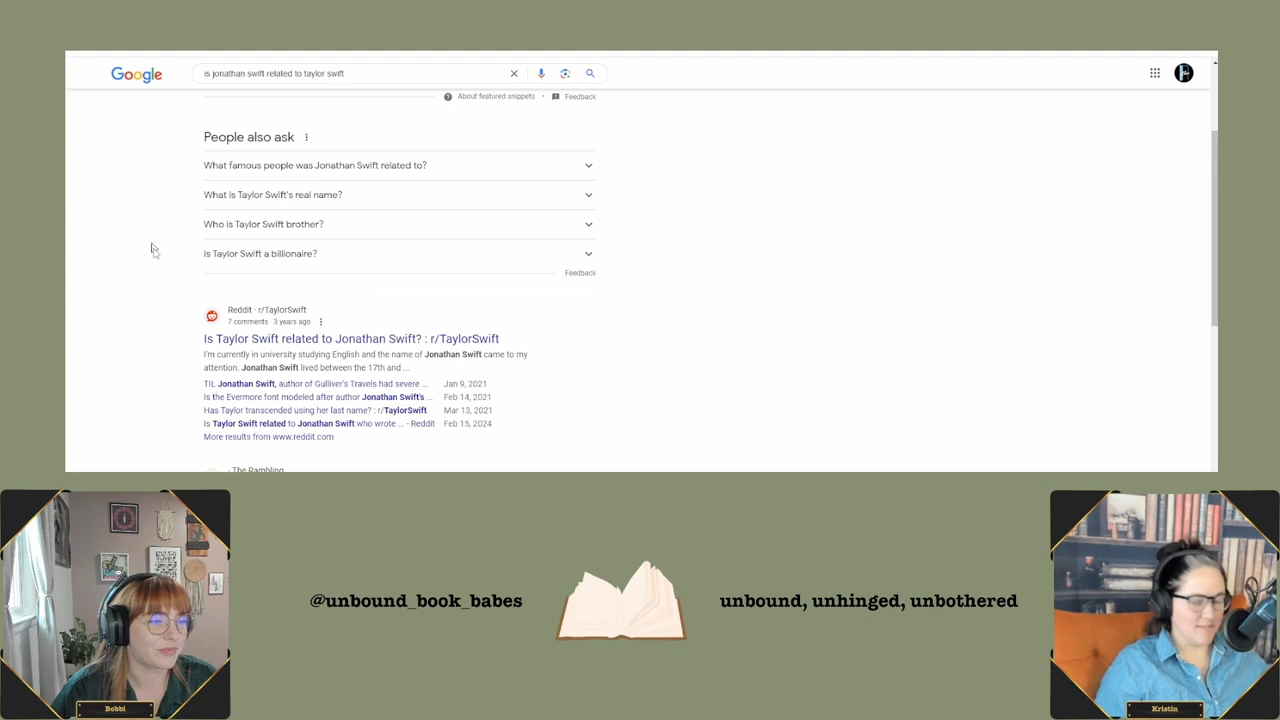 Google
is jonathan swift related to taylor swift
About featured snippets • Feedback
People also ask
What famous people was Jonathan Swift related to?
What is Taylor Swift's real name?
Who is Taylor Swift brother?
Is Taylor Swift a billionaire?
Feedback
Reddit · r/TaylorSwift
7 comments · 3 years ago
Is Taylor Swift related to Jonathan Swift? : r/TaylorSwift
I'm currently in university studying English and the name of Jonathan Swift came to my
attention. Jonathan Swift lived between the 17th and ...
TIL Jonathan Swift, author of Gulliver's Travels had severe ... Jan 9, 2021
Is the Evermore font modeled after author Jonathan Swift's ... Feb 14, 2021
Has Taylor transcended using her last name? : r/TaylorSwift Mar 13, 2021
Is Taylor Swift related to Jonathan Swift who wrote ... - Reddit Feb 15, 2024
More results from www.reddit.com
- The Rambling
@unbound_book_babes
unbound, unhinged, unbothered
Bobbi
Kristin